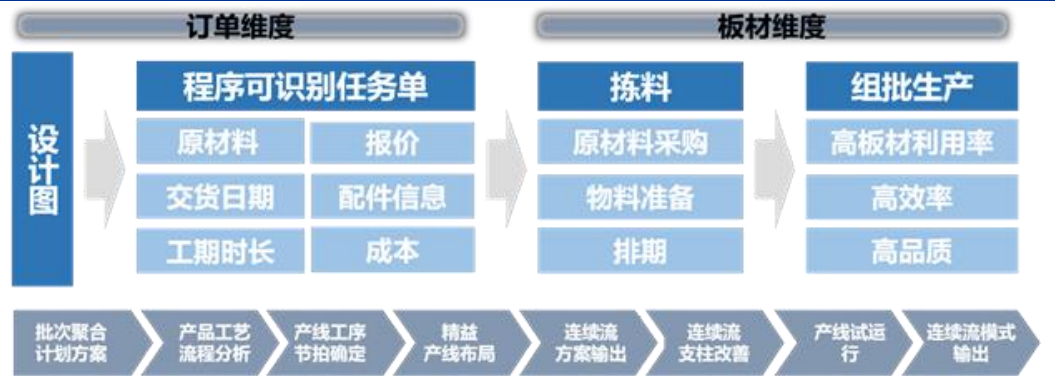 订单维度
板材维度
设计图
程序可识别任务单
原材料
报价
交货日期
配件信息
工期时长
成本
拣料
原材料采购
物料准备
排期
组批生产
高板材利用率
高效率
高品质
批次聚合
计划方案
产品工艺
流程分析
产线工序
节拍确定
精益
产线布局
连续流
方案输出
连续流
支柱改善
产线试运
行
连续流模式
输出